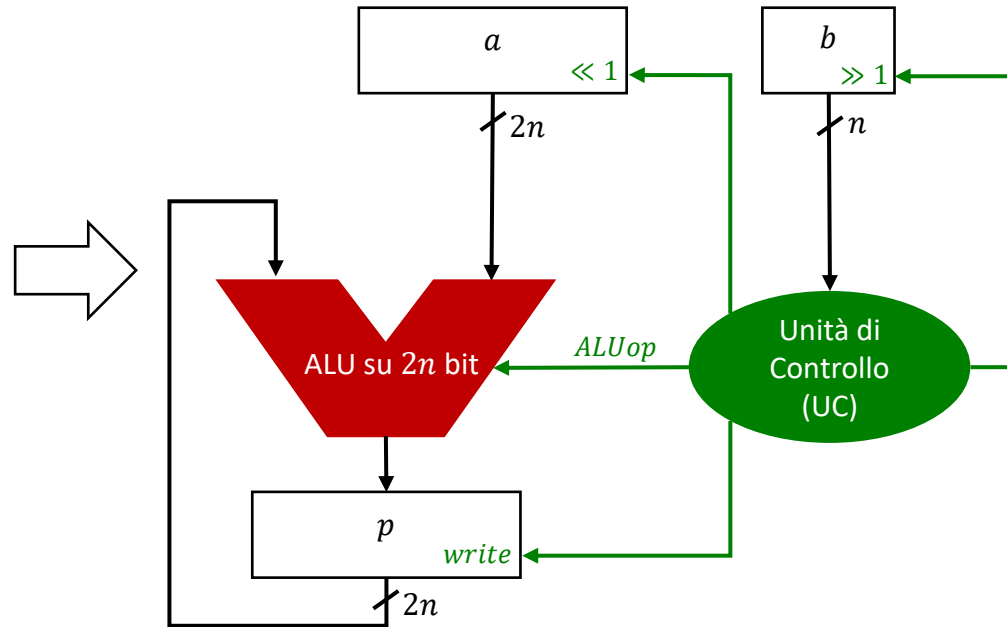 a
≪ 1
2n
b
≫ 1
n
ALU su 2n bit
ALUop
Unità di
Controllo
(UC)
p
write
2n